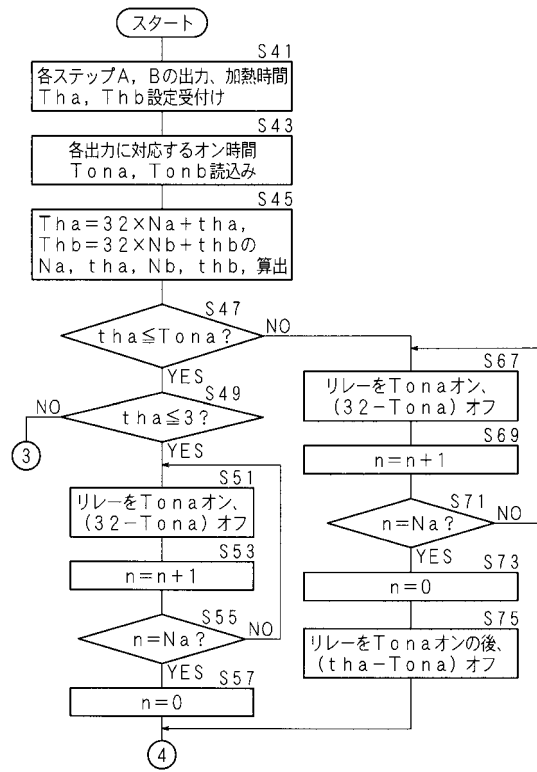 スタート
S41
各ステップA，Bの出力、加熱時間
Tha，Thb設定受付け
S43
各出力に対応するオン時間
Tona，Tonb読込み
S45
Tha=32×Na+tha，
Thb=32×Nb+thbの
Na，tha，Nb，thb，算出
S47
tha≦Tona？
NO
YES
S49
tha≦3？
NO
YES
③
S51
リレーをTonaオン、
(32−Tona) オフ
S53
n=n+1
S55
n=Na？
NO
YES
S57
n=0
④
S67
リレーをTonaオン、
(32−Tona) オフ
S69
n=n+1
S71
n=Na？
NO
YES
S73
n=0
S75
リレーをTonaオンの後、
(tha−Tona) オフ